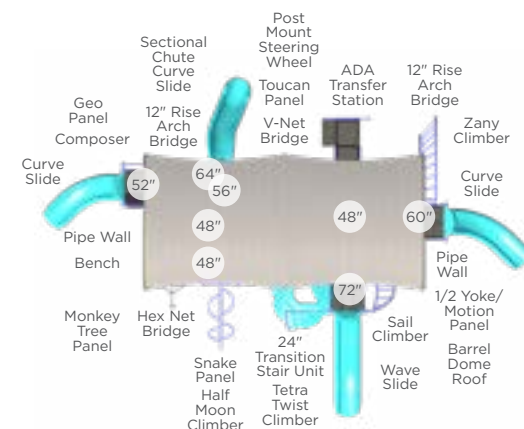 Post
Mount
Steering
Wheel
Sectional
Chute
Curve
Slide
Toucan
Panel
ADA
Transfer
Station
12" Rise
Arch
Bridge
Geo
Panel
12" Rise
Arch
Bridge
V-Net
Bridge
Zany
Climber
Composer
Curve
Slide
52"
64"
56"
48"
48"
48"
60"
72"
Curve
Slide
Pipe Wall
Bench
Pipe
Wall
Monkey
Tree
Panel
Hex Net
Bridge
Snake
Panel
Half
Moon
Climber
24"
Transition
Stair Unit
Tetra
Twist
Climber
Sail
Climber
Wave
Slide
1/2 Yoke/
Motion
Panel
Barrel
Dome
Roof